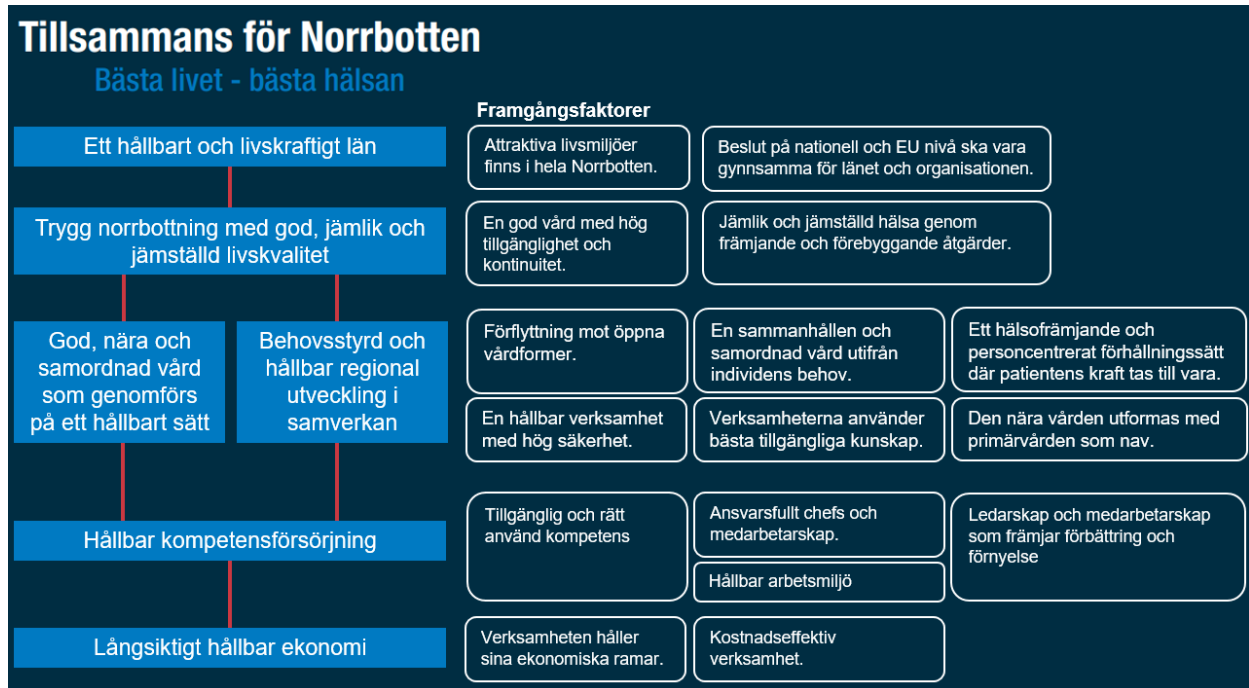 Tillsammans för Norrbotten
Bästa livet - bästa hälsan
Framgångsfaktorer
Ett hållbart och livskraftigt län
Attraktiva livsmiljöer
finns i hela Norrbotten.
Beslut på nationell och EU nivå ska vara
gynnsamma för länet och organisationen.
Trygg norrbottning med god, jämlik och
jämställd livskvalitet
En god vård med hög
tillgänglighet och
kontinuitet.
Jämlik och jämställd hälsa genom
främjande och förebyggande åtgärder.
God, nära och
samordnad vård
som genomförs
på ett hållbart sätt
Behovsstyrd och
hållbar regional
utveckling i
samverkan
Förflyttning mot öppna
vårdformer.
En sammanhållen och
samordnad vård utifrån
individens behov.
Ett hälsofrämjande och
personcentrerat förhållningssätt
där patientens kraft tas till vara.
En hållbar verksamhet
med hög säkerhet.
Verksamheterna använder
bästa tillgängliga kunskap.
Den nära vården utformas med
primärvården som nav.
Hållbar kompetensförsörjning
Tillgänglig och rätt
använd kompetens
Ansvarsfullt chefs och
medarbetarskap.
Hållbar arbetsmiljö
Ledarskap och medarbetarskap
som främjar förbättring och
förnyelse
Långsiktigt hållbar ekonomi
Verksamheten håller
sina ekonomiska ramar.
Kostnadseffektiv
verksamhet.